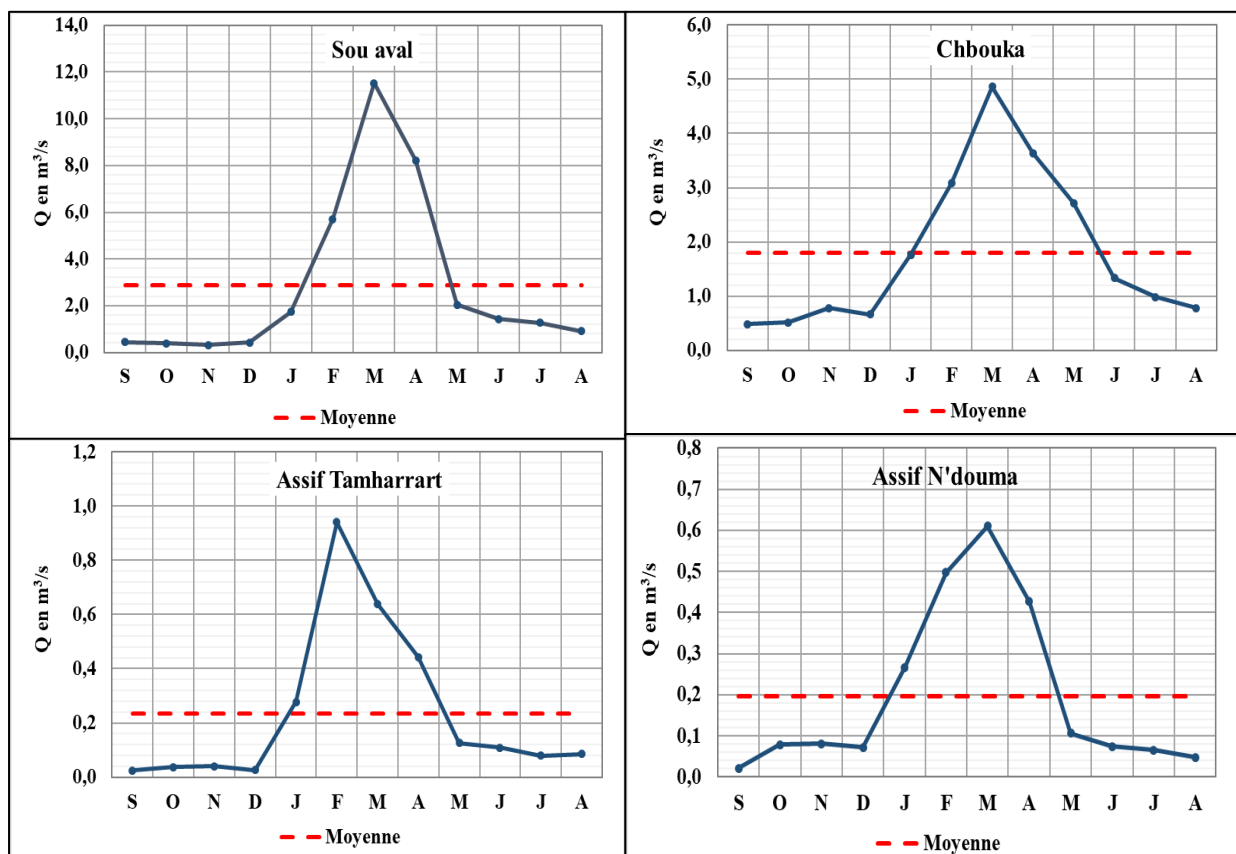 Sou aval
Q en m³/s
14,0
12,0
10,0
8,0
6,0
4,0
2,0
0,0
S O N D J F M A M J J A
Moyenne
Chbouka
Q en m³/s
6,0
5,0
4,0
3,0
2,0
1,0
0,0
S O N D J F M A M J J A
Moyenne
Assif Tamharrart
Q en m³/s
1,2
1,0
0,8
0,6
0,4
0,2
0,0
S O N D J F M A M J J A
Moyenne
Assif N'douma
Q en m³/s
0,8
0,7
0,6
0,5
0,4
0,3
0,2
0,1
0,0
S O N D J F M A M J J A
Moyenne